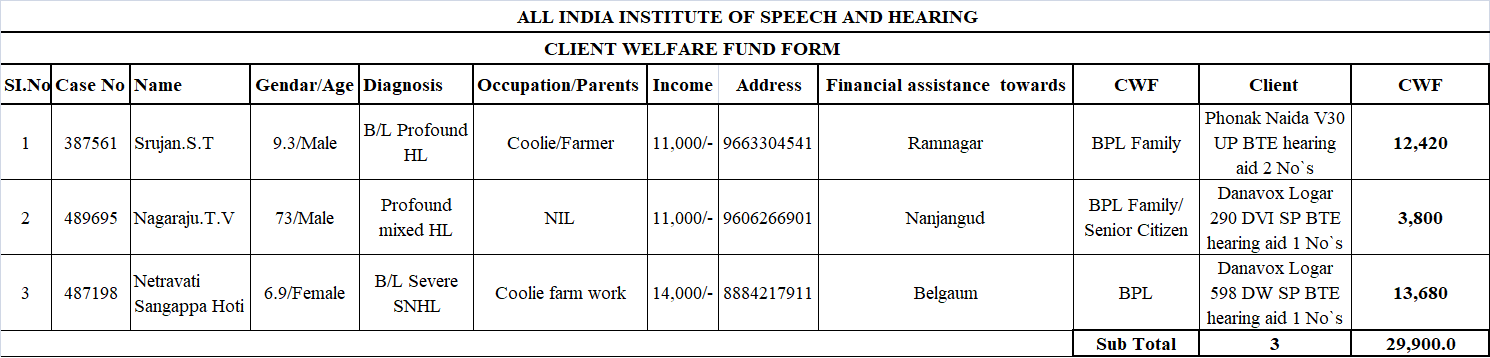 ALL INDIA INSTITUTE OF SPEECH AND HEARING
CLIENT WELFARE FUND FORM
SI.No Case No Name Gendar/Age Diagnosis Occupation/Parents Income Address Financial assistance towards CWF Client CWF
1 387561 Srujan.S.T 9.3/Male B/L Profound HL Coolie/Farmer 11,000/- 9663304541 Ramnagar BPL Family Phonak Naida V30 UP BTE hearing aid 2 No`s 12,420
2 489695 Nagaraju.T.V 73/Male Profound mixed HL NIL 11,000/- 9606266901 Nanjangud BPL Family/ Senior Citizen Danavox Logar 290 DVI SP BTE hearing aid 1 No`s 3,800
3 487198 Netravati Sangappa Hoti 6.9/Female B/L Severe SNHL Coolie farm work 14,000/- 8884217911 Belgaum BPL Danavox Logar 598 DW SP BTE hearing aid 1 No`s 13,680
Sub Total 3 29,900.0